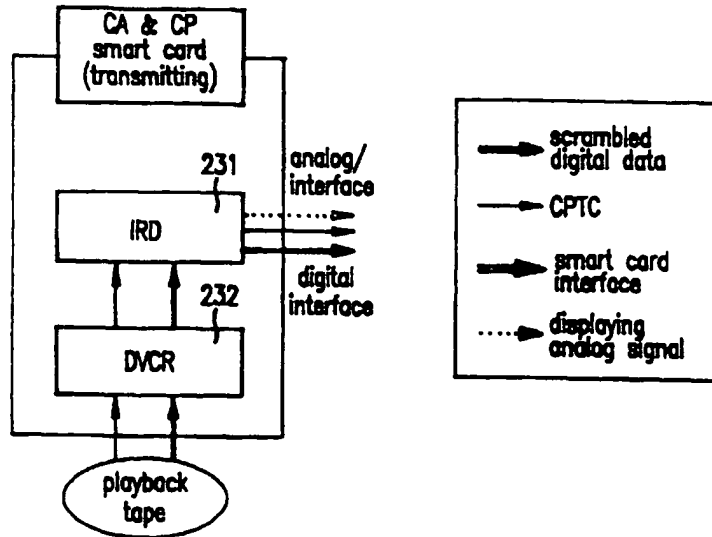 CA & CP
smart card
(transmitting)
231
analog/
interface
IRD
digital
interface
232
DVCR
playback
tape
scrambled
digital data
CPTC
smart card
interface
displaying
analog signal